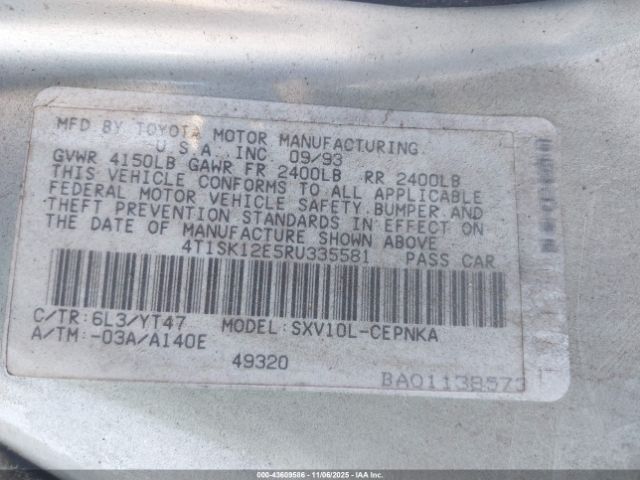 MFD BY TOYOTA MOTOR MANUFACTURING.
U.S.A., INC. 09/93
GVWR 4150LB GAWR FR 2400LB RR 2400LB
THIS VEHICLE CONFORMS TO ALL APPLICABLE
FEDERAL MOTOR VEHICLE SAFETY, BUMPER, AND
THEFT PREVENTION STANDARDS IN EFFECT ON
THE DATE OF MANUFACTURE SHOWN ABOVE
4T1SK12E5RU335581 PASS CAR
C/TR:6L3/YT47 MODEL:SXV10L-CEPNKA
A/TM:-03A/A140E
49320
BAQ1138573
000-43609586 - 11/06/2025 - IAAI.COM